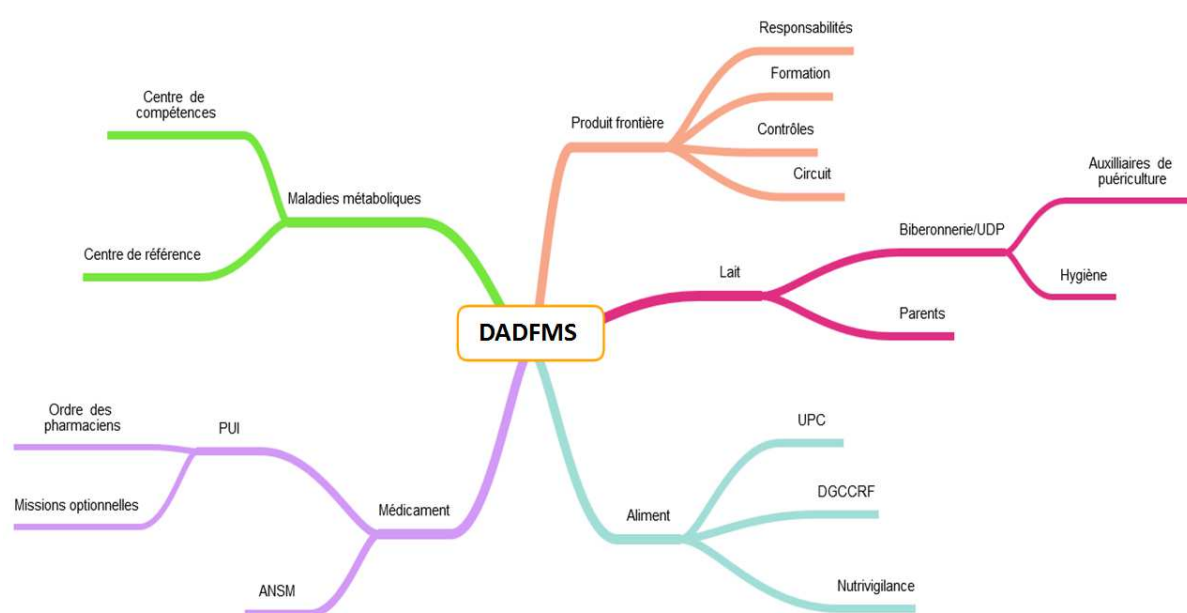 Responsabilités
Formation
Produit frontière
Contrôles
Circuit
Centre de
compétences
Maladies métaboliques
Centre de référence
Auxilliaires de
puériculture
Biberonnerie/UDP
Lait
Hygiène
Parents
DADFMS
Ordre des
pharmaciens
PUI
Missions optionnelles
Médicament
ANSM
UPC
DGCCRF
Aliment
Nutrivigilance